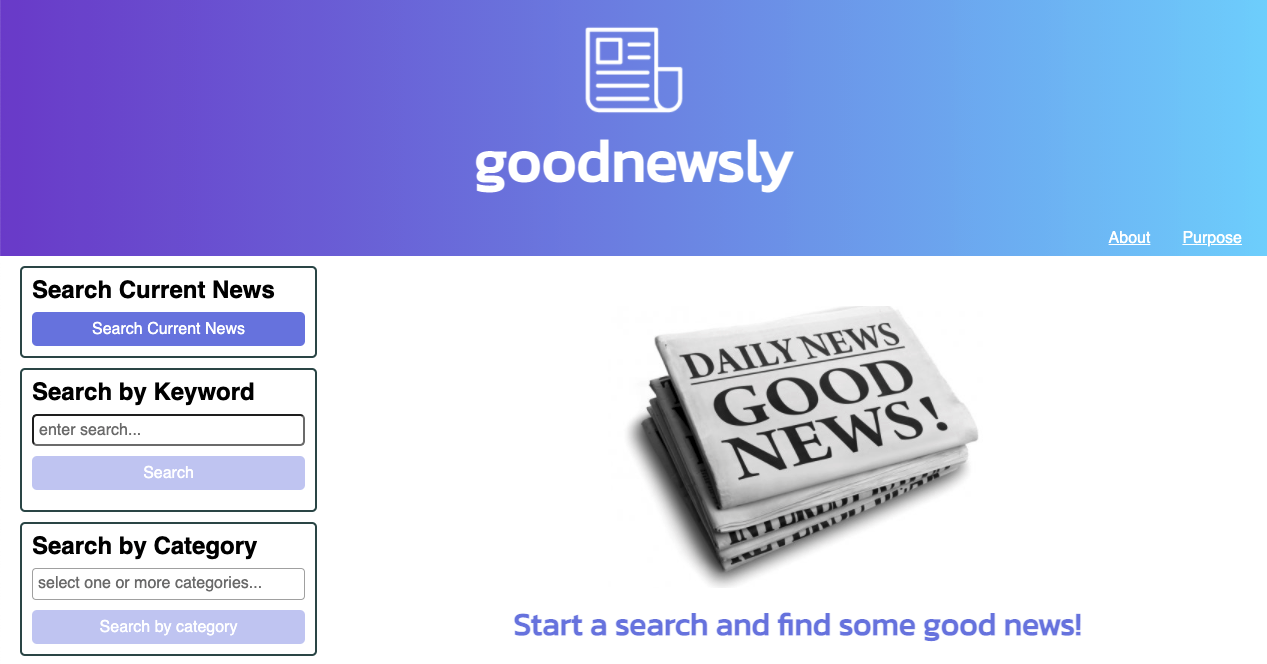 goodnewsly
About Purpose
Search Current News
Search Current News
Search by Keyword
enter search...
Search
Search by Category
select one or more categories...
Search by category
DAILY NEWS
GOOD
NEWS!
Start a search and find some good news!